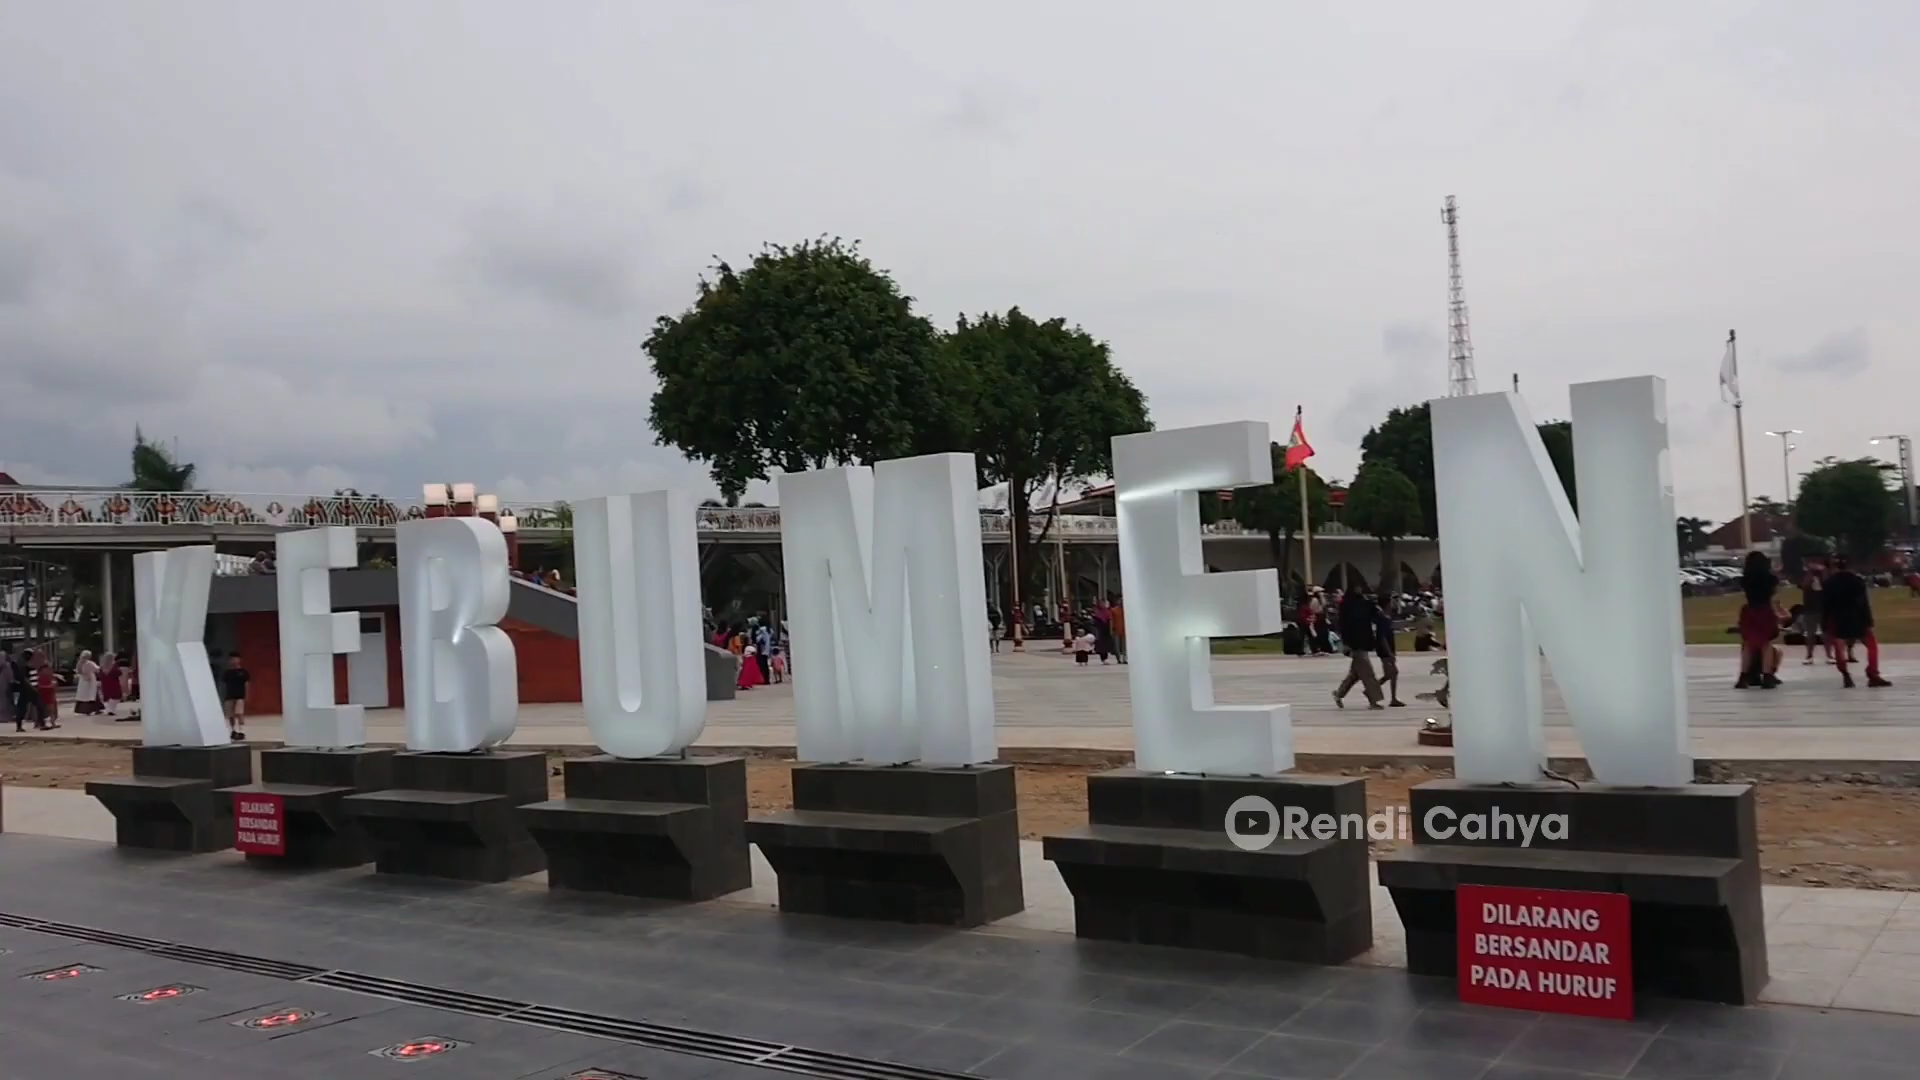 KEBUMEN
DILARANG
BERSANDAR
PADA HURUF
Rendi Cahya
DILARANG
BERSANDAR
PADA HURUF